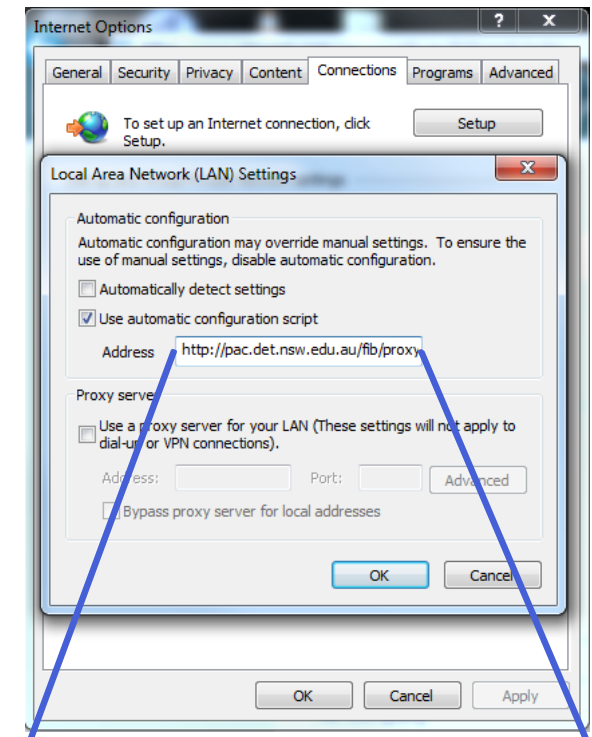 Internet Options
? x
General Security Privacy Content Connections Programs Advanced
To set up an Internet connection, click Setup
Setup.
Local Area Network (LAN) Settings
x
Automatic configuration
Automatic configuration may override manual settings. To ensure the
use of manual settings, disable automatic configuration.
Automatically detect settings
Use automatic configuration script
Address http://pac.det.nsw.edu.au/fib/proxy
Proxy server
Use a proxy server for your LAN (These settings will not apply to
dial-up or VPN connections).
Address: Port: Advanced
Bypass proxy server for local addresses
OK Cancel
OK Cancel Apply